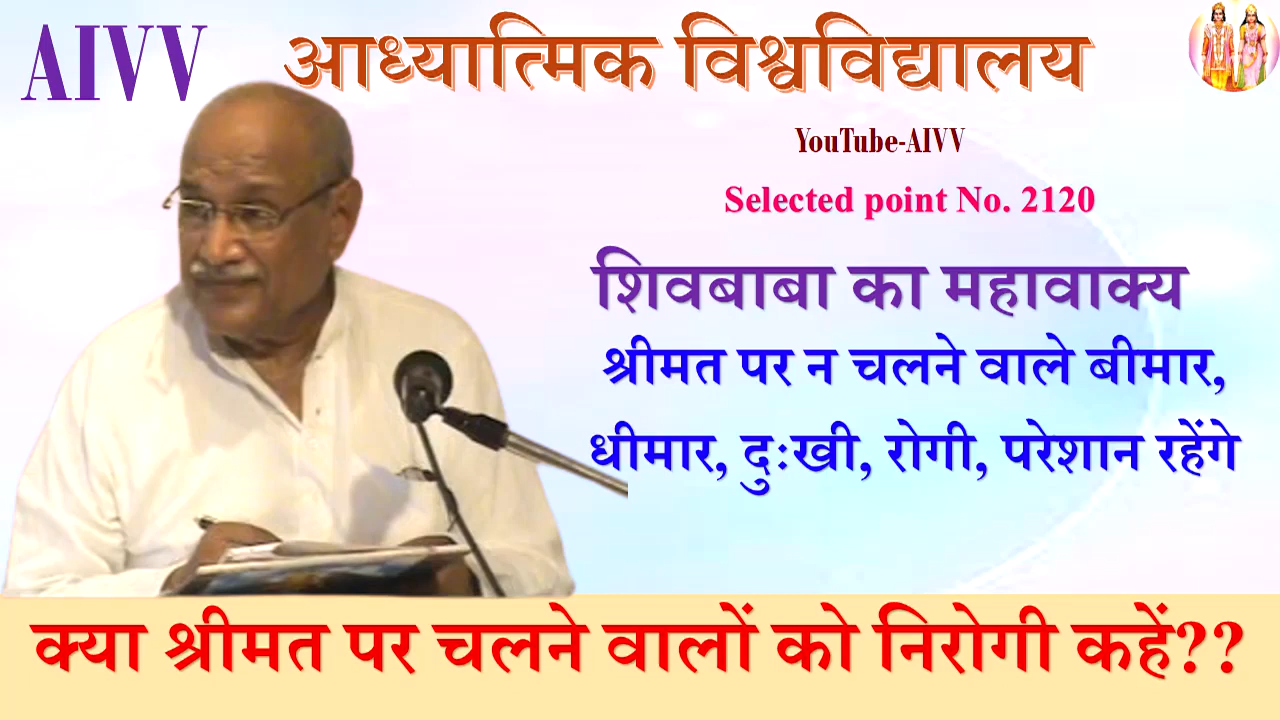 AIVV आध्यात्मिक विश्वविद्यालय
YouTube-AIVV
Selected point No. 2120
शिवबाबा का महावाक्य
श्रीमत पर न चलने वाले बीमार,
धीमार, दुःखी, रोगी, परेशान रहेंगे
क्या श्रीमत पर चलने वालों को निरोगी कहें??